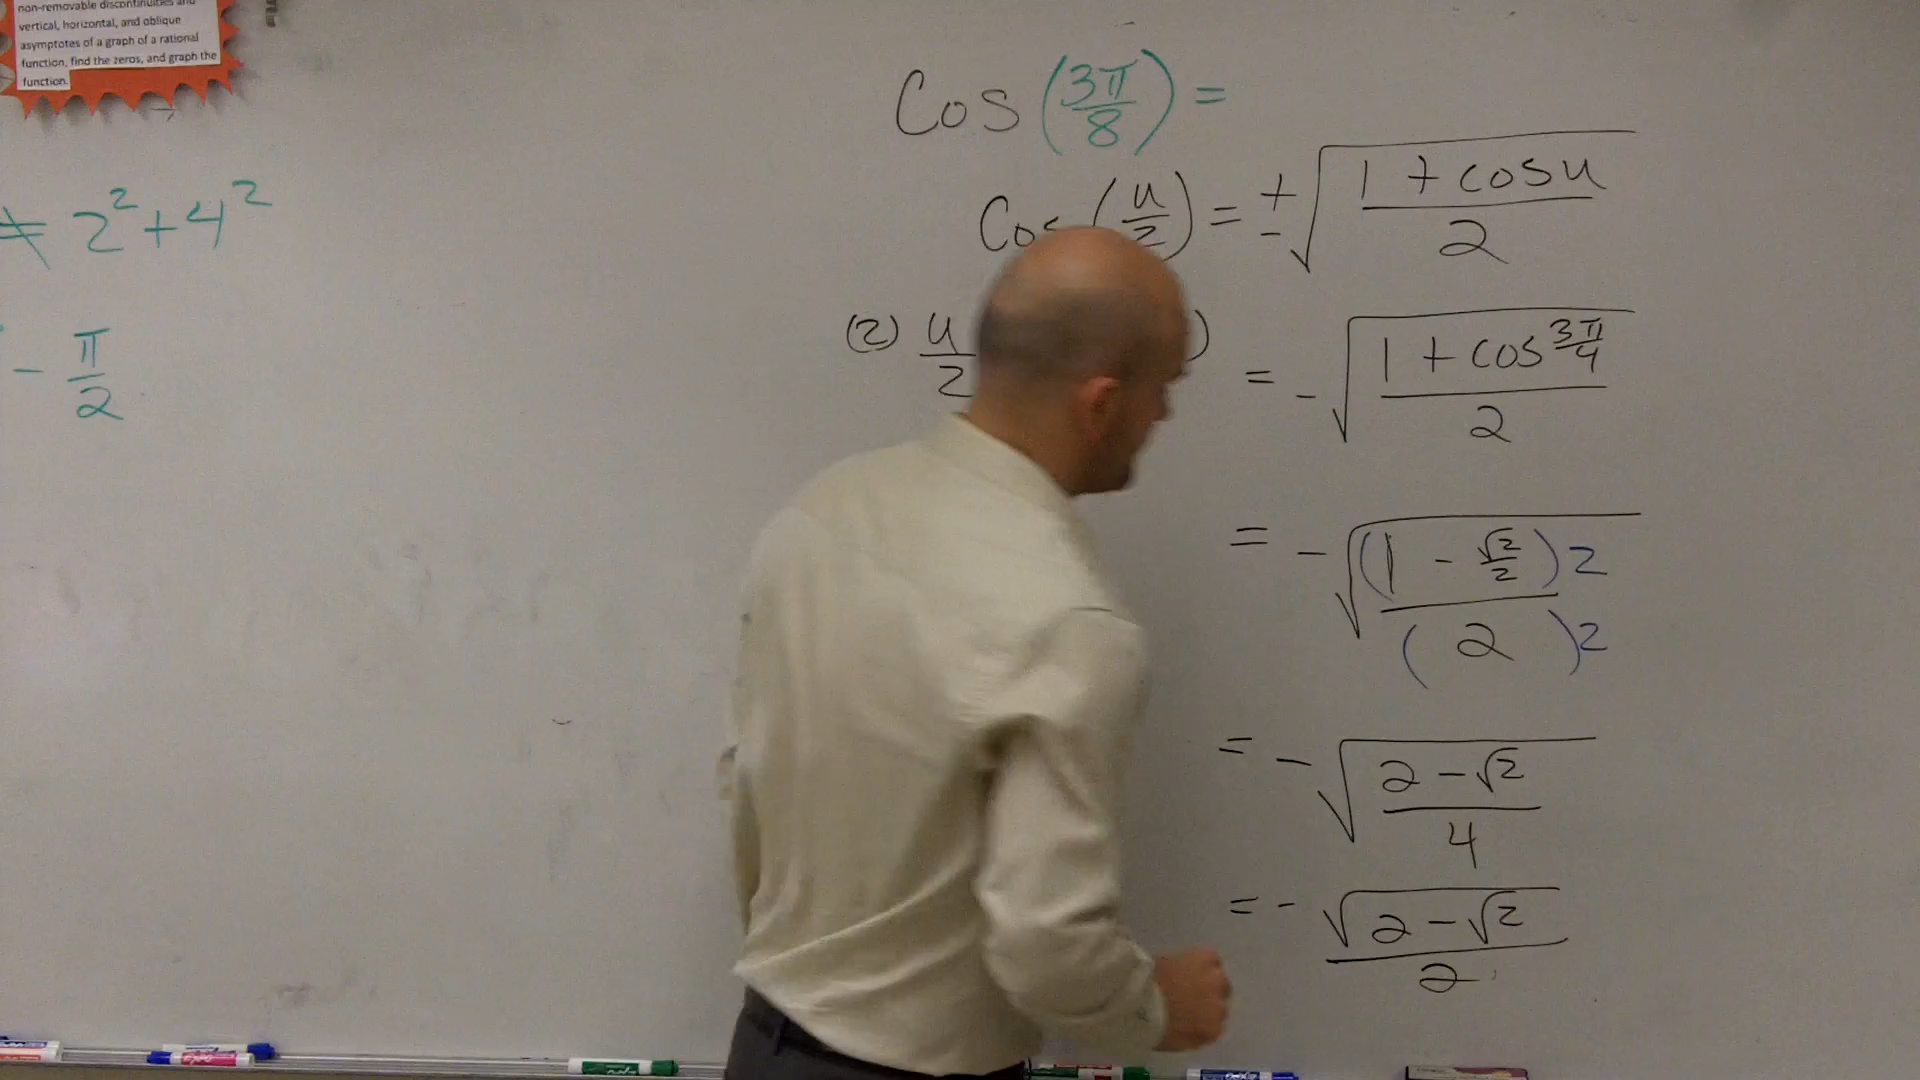 non-removable discontinuities and
vertical, horizontal, and oblique
asymptotes of a graph of a rational
function, find the zeros, and graph the
function.
≠ 2² + 4²
- π/2
Cos(3π/8) =
Cos(u/2) = ±√((1 + cos u)/2)
(2) u/2 )
= -√((1 + cos 3π/4)/2)
= -√((1 - √2/2)2/(2)2)
= -√((2 - √2)/4)
= - √(2 - √2)/2